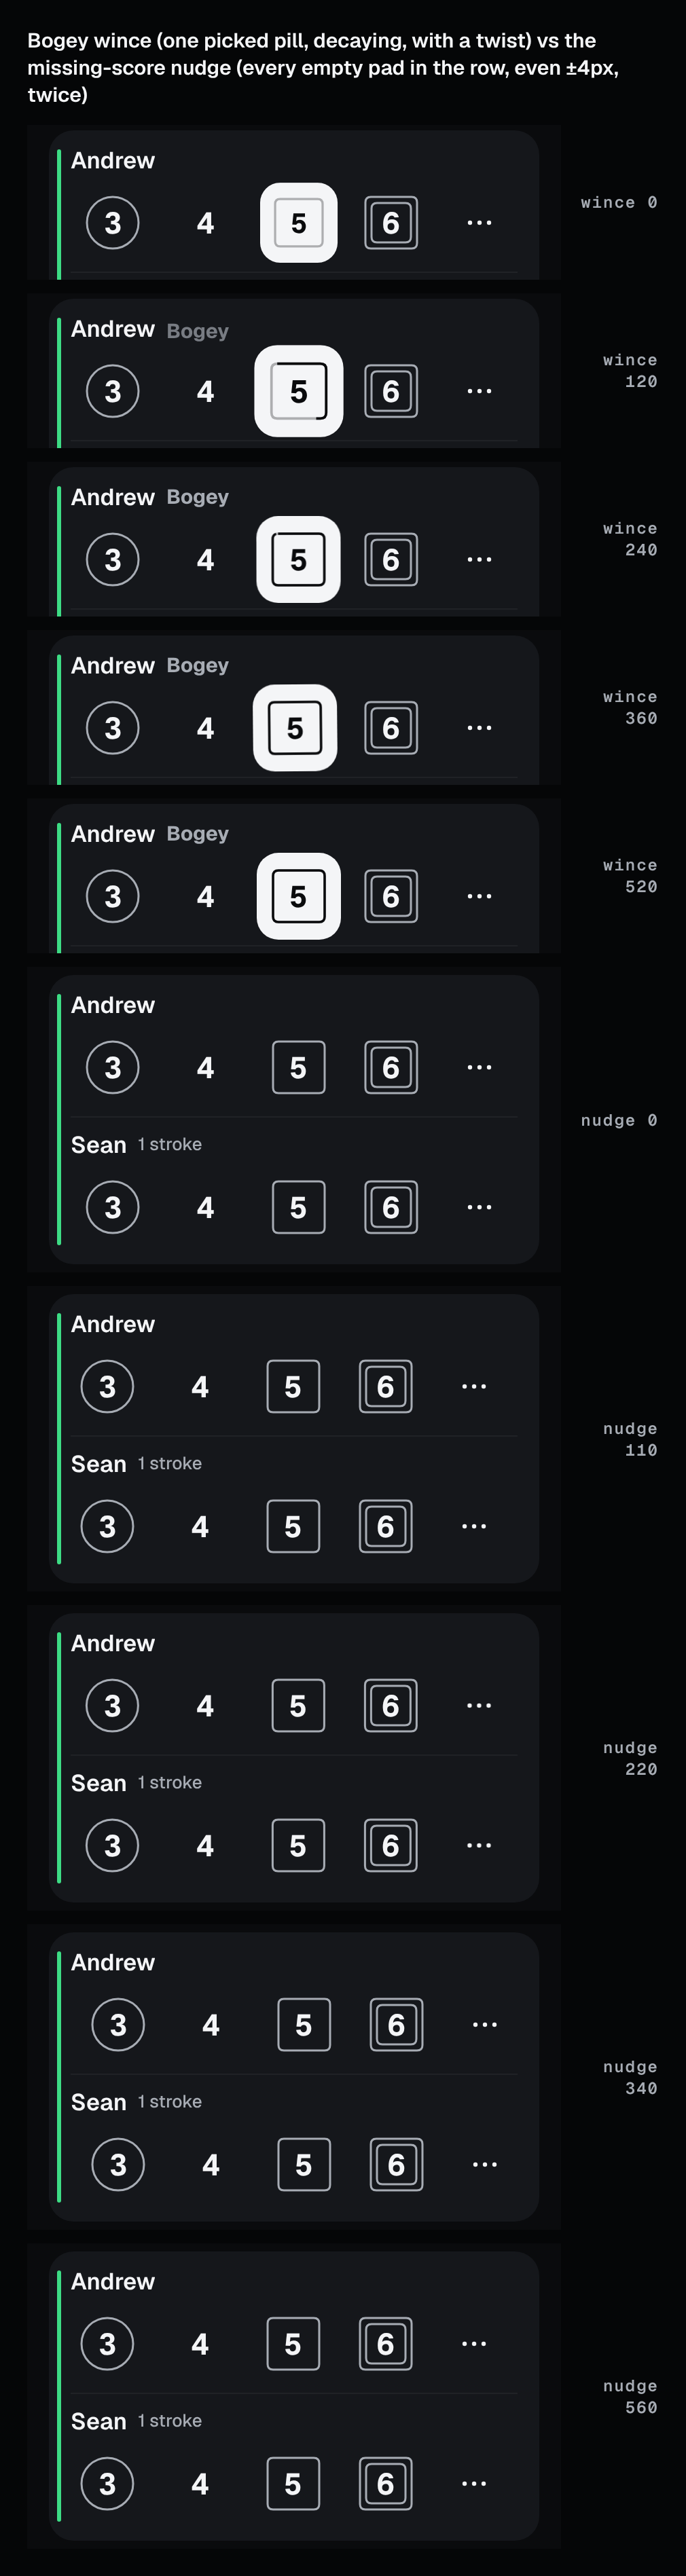 Bogey wince (one picked pill, decaying, with a twist) vs the
missing-score nudge (every empty pad in the row, even ±4px,
twice)
Andrew
3 4 5 6 ...
wince 0
Andrew Bogey
3 4 5 6 ...
wince
120
Andrew Bogey
3 4 5 6 ...
wince
240
Andrew Bogey
3 4 5 6 ...
wince
360
Andrew Bogey
3 4 5 6 ...
wince
520
Andrew
3 4 5 6 ...
Sean 1 stroke
3 4 5 6 ...
nudge 0
Andrew
3 4 5 6 ...
Sean 1 stroke
3 4 5 6 ...
nudge
110
Andrew
3 4 5 6 ...
Sean 1 stroke
3 4 5 6 ...
nudge
220
Andrew
3 4 5 6 ...
Sean 1 stroke
3 4 5 6 ...
nudge
340
Andrew
3 4 5 6 ...
Sean 1 stroke
3 4 5 6 ...
nudge
560